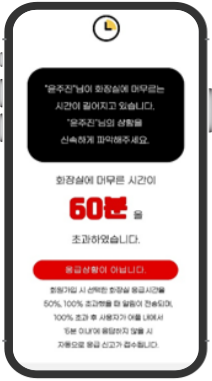 "윤주진"님이 화장실에 머무르는
시간이 길어지고 있습니다.
"윤주진"님의 상황을
신속하게 파악해주세요.
화장실에 머무른 시간이
60분 을
초과하였습니다.
응급상황이 아닙니다.
회원가입 시 선택한 화장실 응급시간을
50%, 100% 초과했을 때 알림이 전송되며,
100% 초과 후 사용자가 어플 내에서
'5분 이내'에 응답하지 않을 시
자동으로 응급 신고가 접수됩니다.